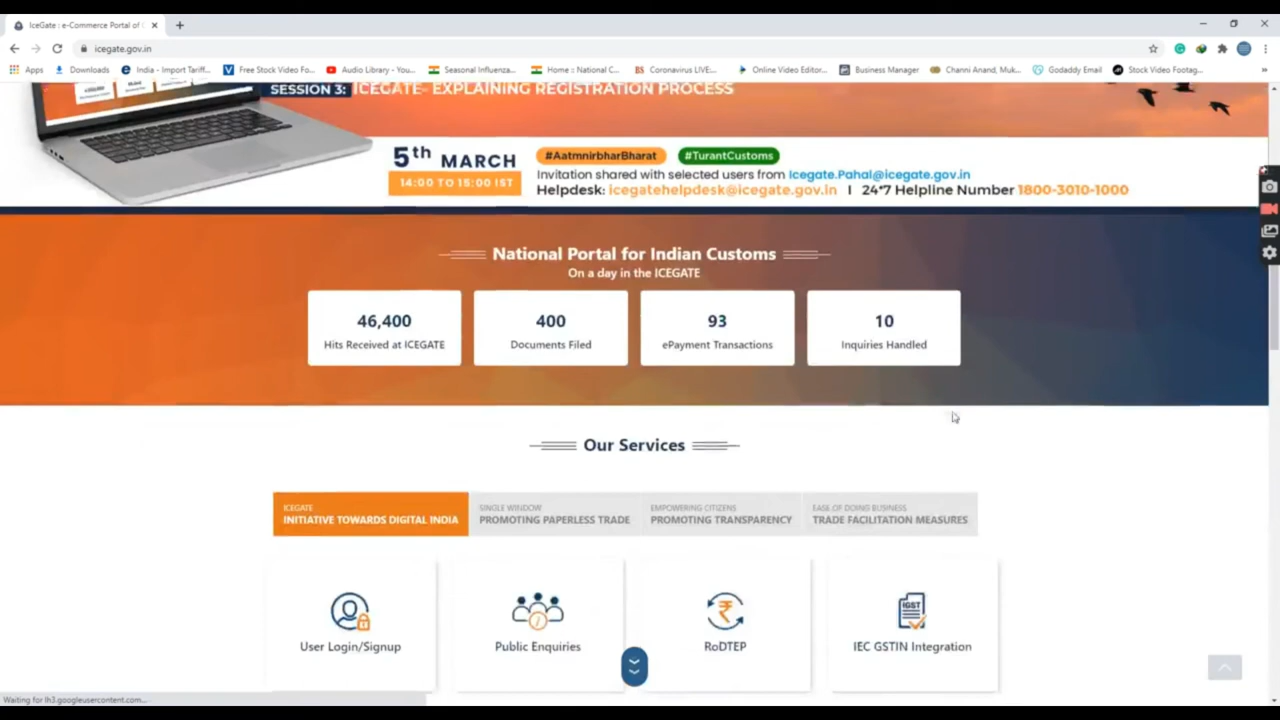 IceGate : e-Commerce Portal of
icegate.gov.in
Apps
Downloads
India - Import Tariff...
Free Stock Video Fo...
Audio Library - You...
Seasonal Influenza...
Home :: National C...
Coronavirus LIVE:...
Online Video Editor...
Business Manager
Channi Anand, Muk...
Godaddy Email
Stock Video Footag...
SESSION 3: ICEGATE- EXPLAINING REGISTRATION PROCESS
5th MARCH
14:00 TO 15:00 IST
#AatmnirbharBharat
#TurantCustoms
Invitation shared with selected users from Icegate.Pahal@icegate.gov.in
Helpdesk: icegatehelpdesk@icegate.gov.in I 24*7 Helpline Number 1800-3010-1000
National Portal for Indian Customs
On a day in the ICEGATE
46,400
Hits Received at ICEGATE
400
Documents Filed
93
ePayment Transactions
10
Inquiries Handled
Our Services
ICEGATE
INITIATIVE TOWARDS DIGITAL INDIA
SINGLE WINDOW
PROMOTING PAPERLESS TRADE
EMPOWERING CITIZENS
PROMOTING TRANSPARENCY
EASE OF DOING BUSINESS
TRADE FACILITATION MEASURES
User Login/Signup
Public Enquiries
RoDTEP
IGST
IEC GSTIN Integration
Waiting for lh3.googleusercontent.com...